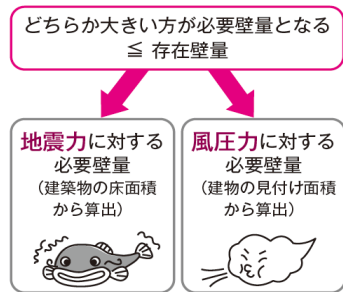 どちらか大きい方が必要壁量となる
≦ 存在壁量
地震力に対する
必要壁量
（建築物の床面積
から算出）
風圧力に対する
必要壁量
（建物の見付け面積
から算出）